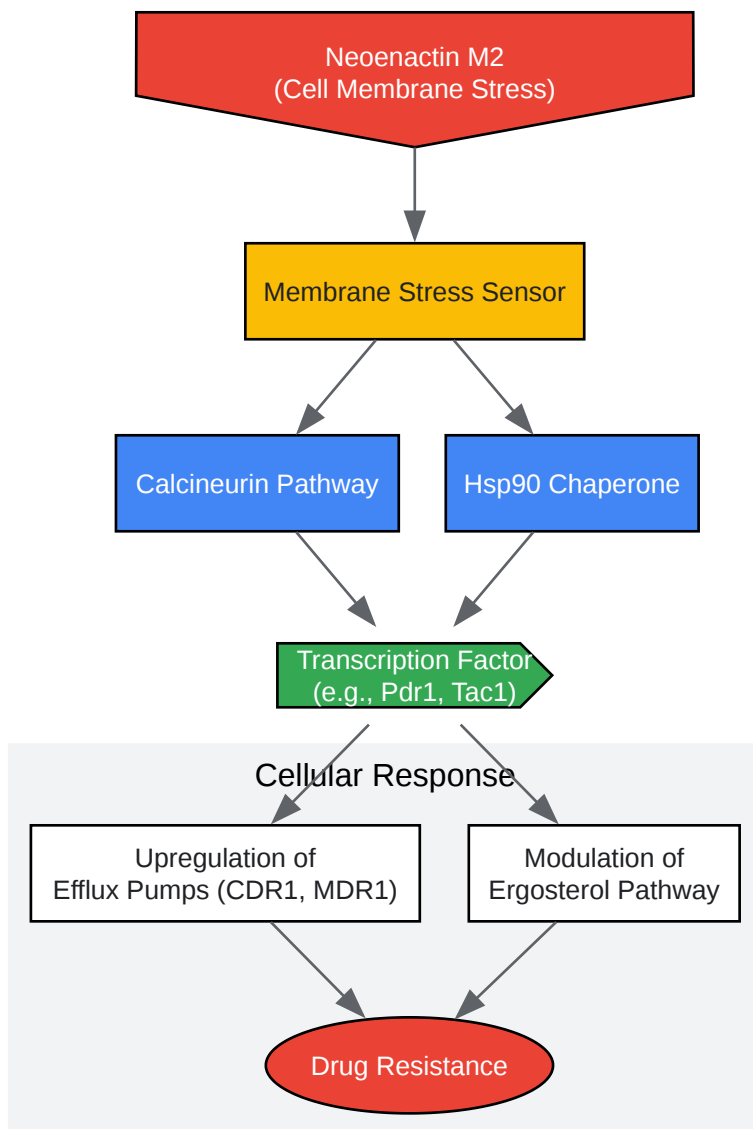 Neoenactin M2
(Cell Membrane Stress)
Membrane Stress Sensor
Calcineurin Pathway
Hsp90 Chaperone
Transcription Factor
(e.g., Pdr1, Tac1)
Cellular Response
Upregulation of
Efflux Pumps (CDR1, MDR1)
Modulation of
Ergosterol Pathway
Drug Resistance